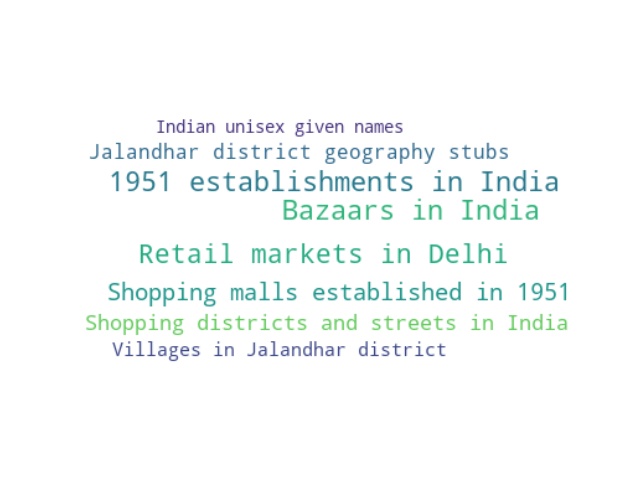 Indian unisex given names
Jalandhar district geography stubs
1951 establishments in India
Bazaars in India
Retail markets in Delhi
Shopping malls established in 1951
Shopping districts and streets in India
Villages in Jalandhar district